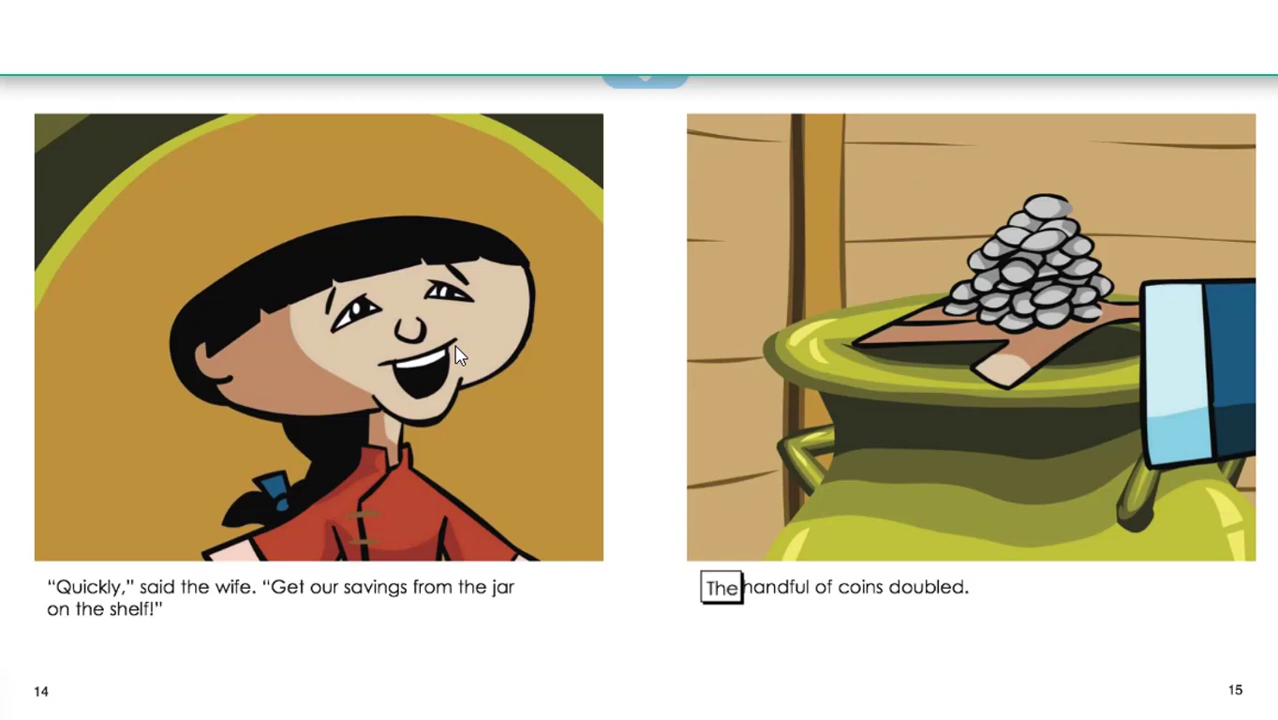 “Quickly,” said the wife. “Get our savings from the jar
on the shelf!”
14
The handful of coins doubled.
15